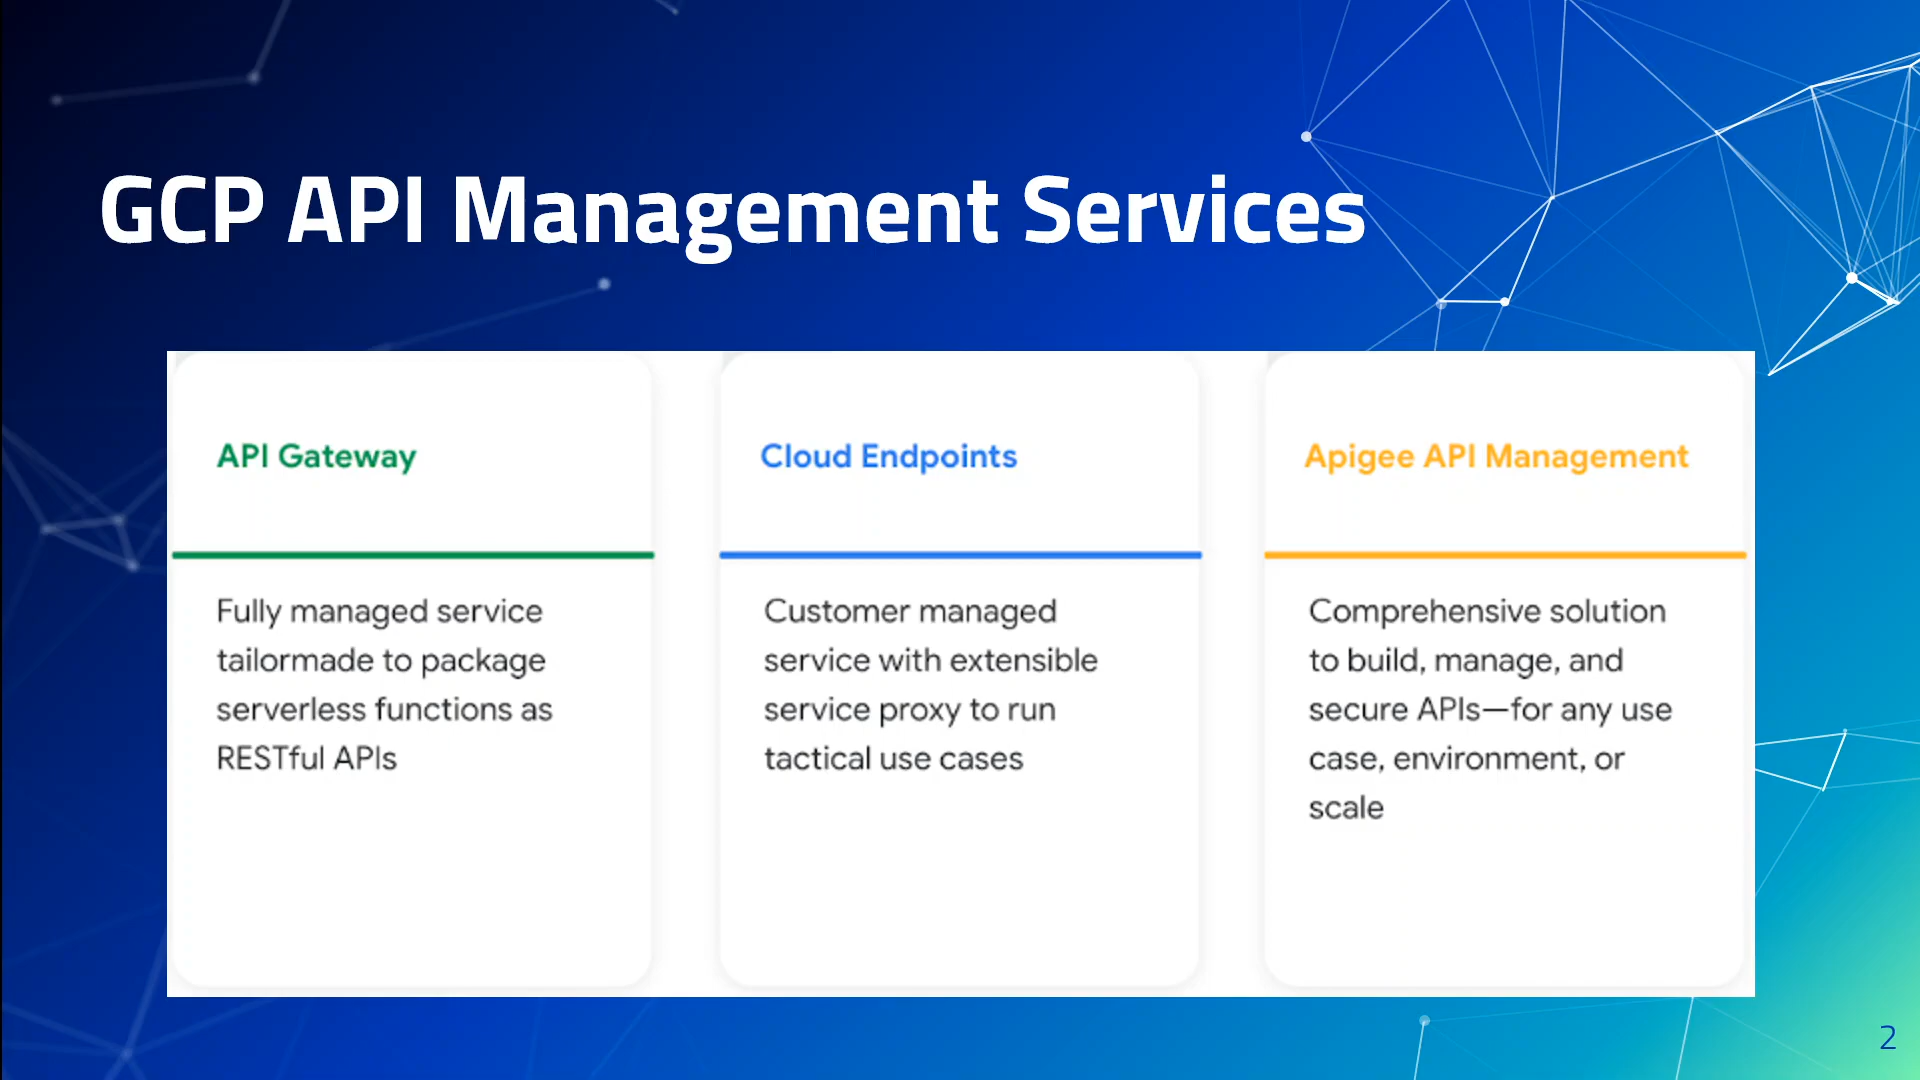 GCP API Management Services
API Gateway
Fully managed service
tailormade to package
serverless functions as
RESTful APIs
Cloud Endpoints
Customer managed
service with extensible
service proxy to run
tactical use cases
Apigee API Management
Comprehensive solution
to build, manage, and
secure APIs—for any use
case, environment, or
scale
2